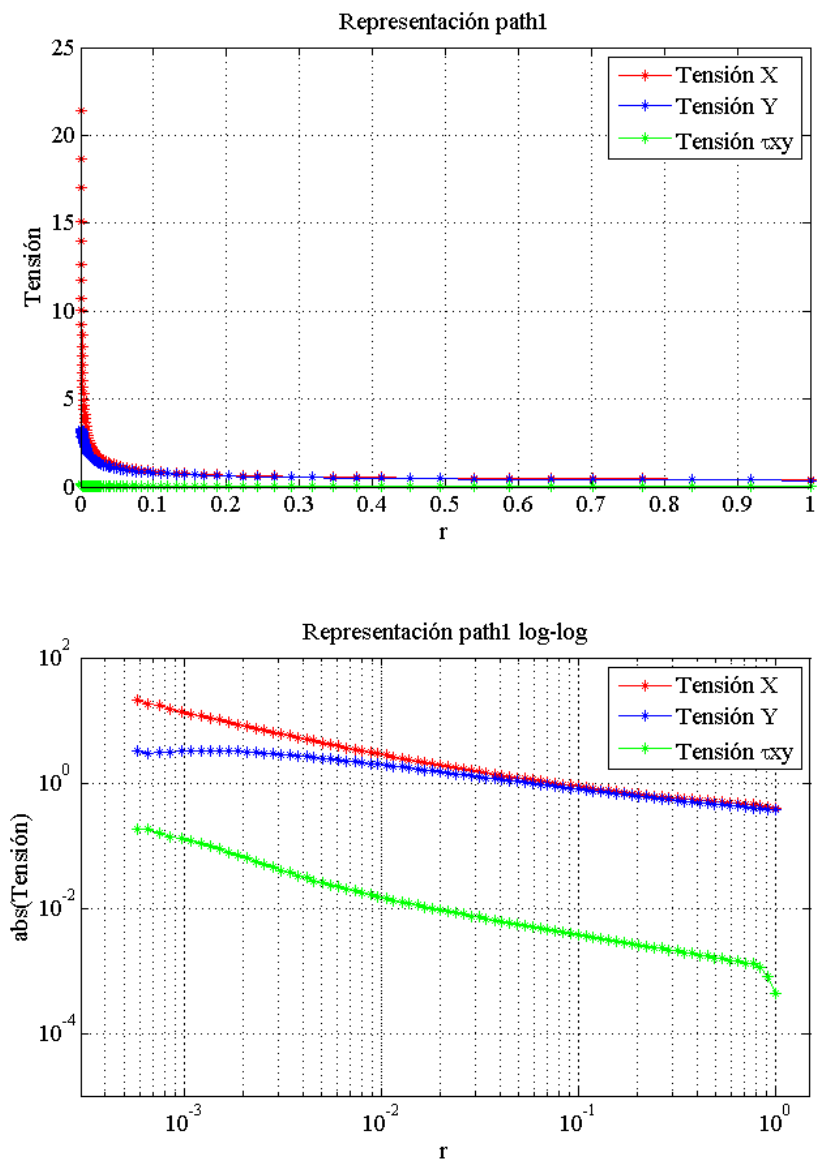 Representación path1
25
20
15
10
5
0
Tensión
Tensión X
Tensión Y
Tensión τxy
0 0.1 0.2 0.3 0.4 0.5 0.6 0.7 0.8 0.9 1
r
Representación path1 log-log
10^2
10^0
10^-2
10^-4
abs(Tensión)
Tensión X
Tensión Y
Tensión τxy
10^-3 10^-2 10^-1 10^0
r